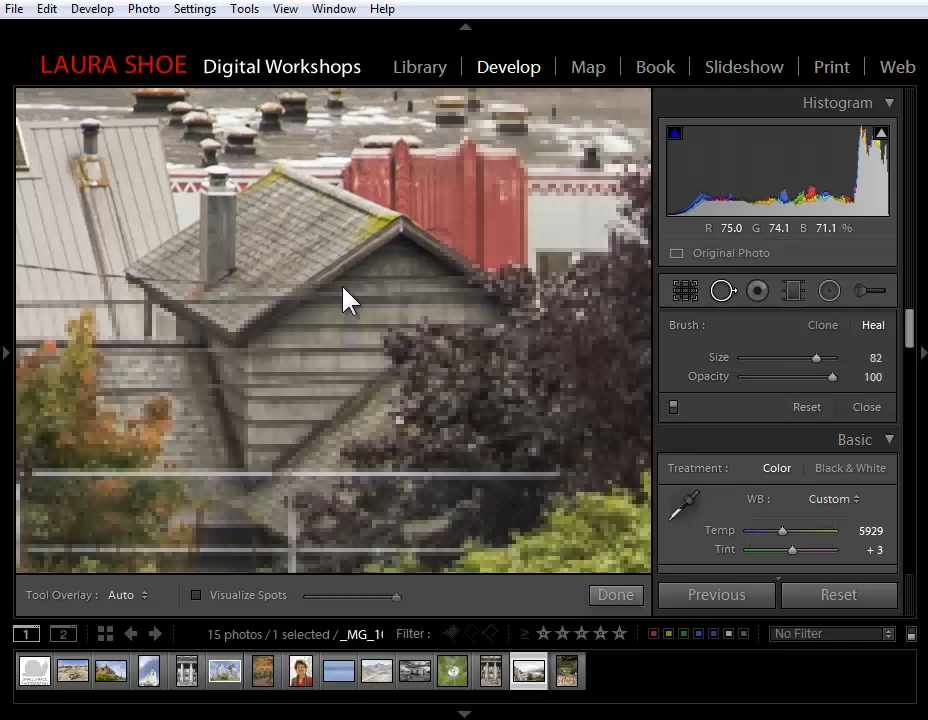 File Edit Develop Photo Settings Tools View Window Help
LAURA SHOE Digital Workshops Library Develop Map Book Slideshow Print Web
Histogram
R 75.0 G 74.1 B 71.1 %
Original Photo
Brush : Clone Heal
Size 82
Opacity 100
Reset Close
Basic
Treatment : Color Black & White
WB : Custom
Temp 5929
Tint + 3
Tool Overlay : Auto Visualize Spots Done Previous Reset
1 2 15 photos / 1 selected / _MG_1( Filter : No Filter